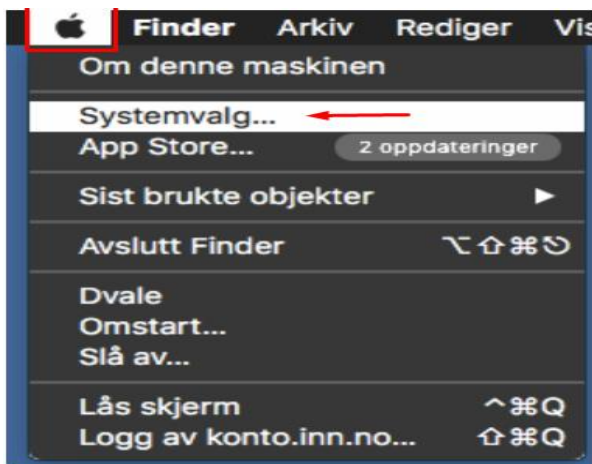 Finder Arkiv Rediger Vis
Om denne maskinen
Systemvalg...
App Store... 2 oppdateringer
Sist brukte objekter ▶
Avslutt Finder ⌥⇧⌘⎋
Dvale
Omstart...
Slå av...
Lås skjerm ^⌘Q
Logg av konto.inn.no... ⇧⌘Q